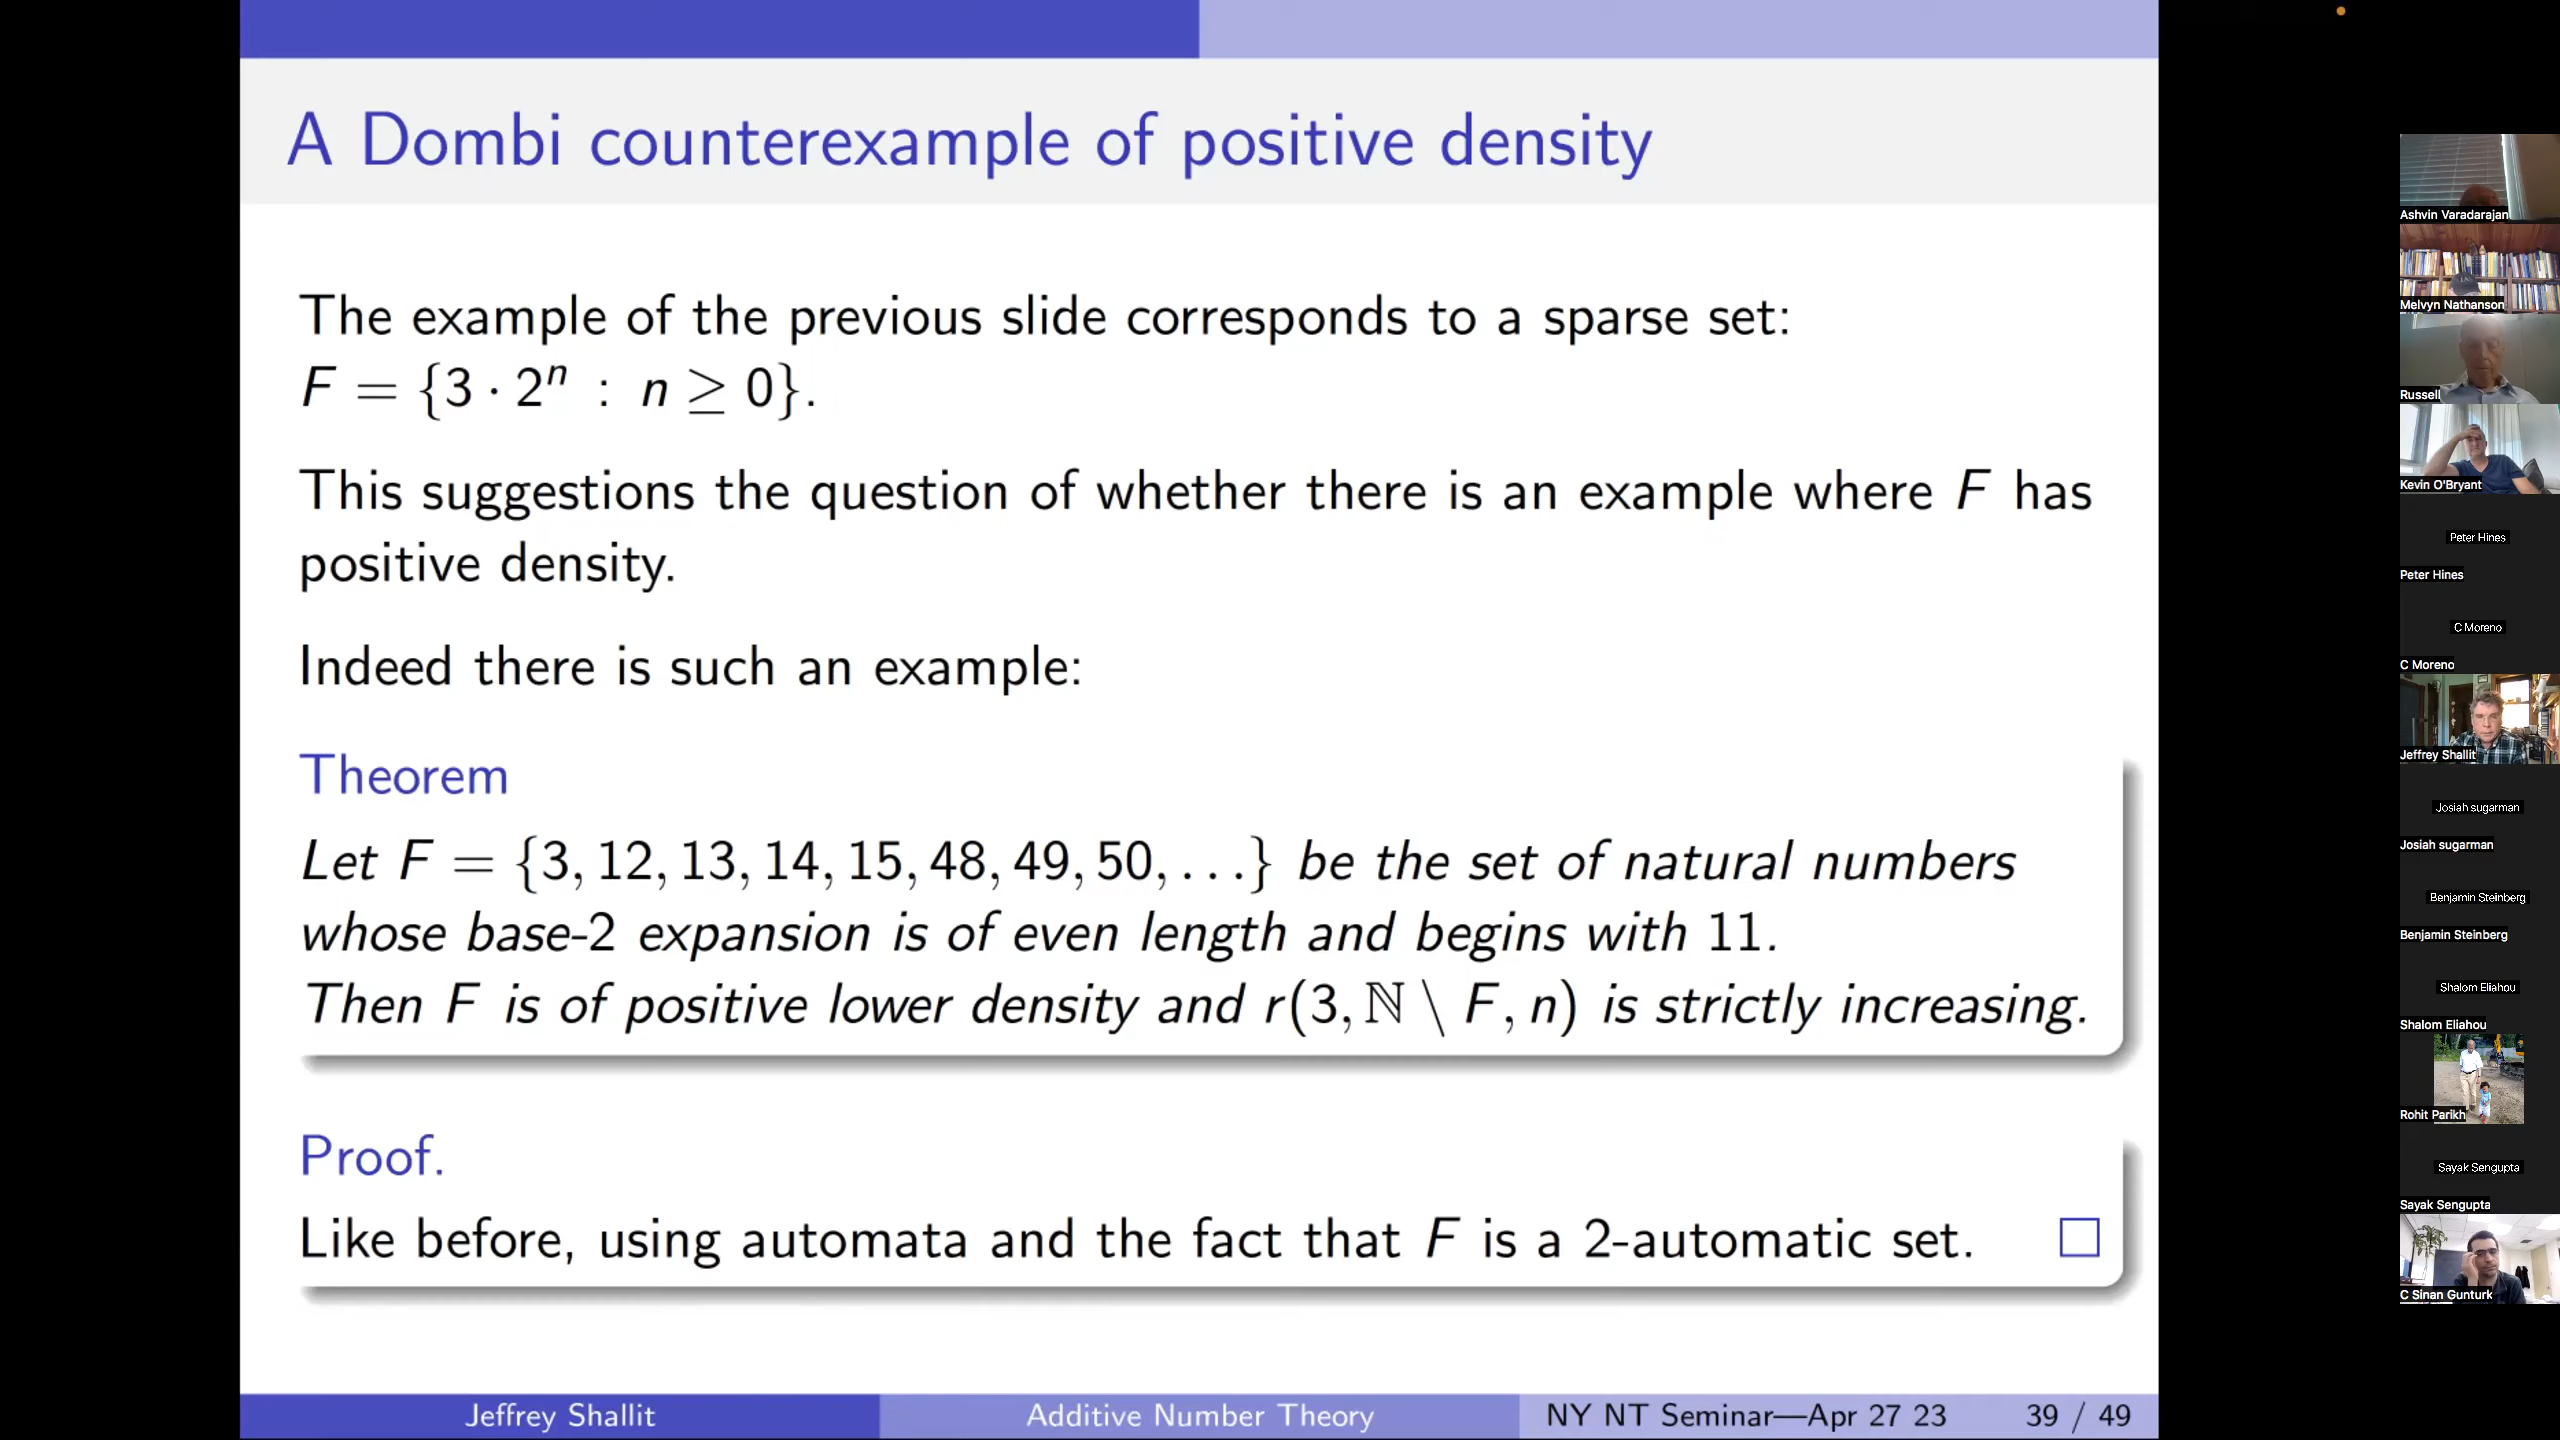 A Dombi counterexample of positive density
The example of the previous slide corresponds to a sparse set:
F = {3 · 2ⁿ : n ≥ 0}.
This suggestions the question of whether there is an example where F has
positive density.
Indeed there is such an example:
Theorem
Let F = {3, 12, 13, 14, 15, 48, 49, 50, . . .} be the set of natural numbers
whose base-2 expansion is of even length and begins with 11.
Then F is of positive lower density and r(3, ℕ \ F, n) is strictly increasing.
Proof.
Like before, using automata and the fact that F is a 2-automatic set. □
Jeffrey Shallit Additive Number Theory NY NT Seminar—Apr 27 23 39 / 49
Ashvin Varadarajan
Melvyn Nathanson
Russell
Kevin O'Bryant
Peter Hines
Peter Hines
C Moreno
C Moreno
Jeffrey Shallit
Josiah sugarman
Josiah sugarman
Benjamin Steinberg
Benjamin Steinberg
Shalom Eliahou
Shalom Eliahou
Rohit Parikh
Sayak Sengupta
Sayak Sengupta
C Sinan Gunturk